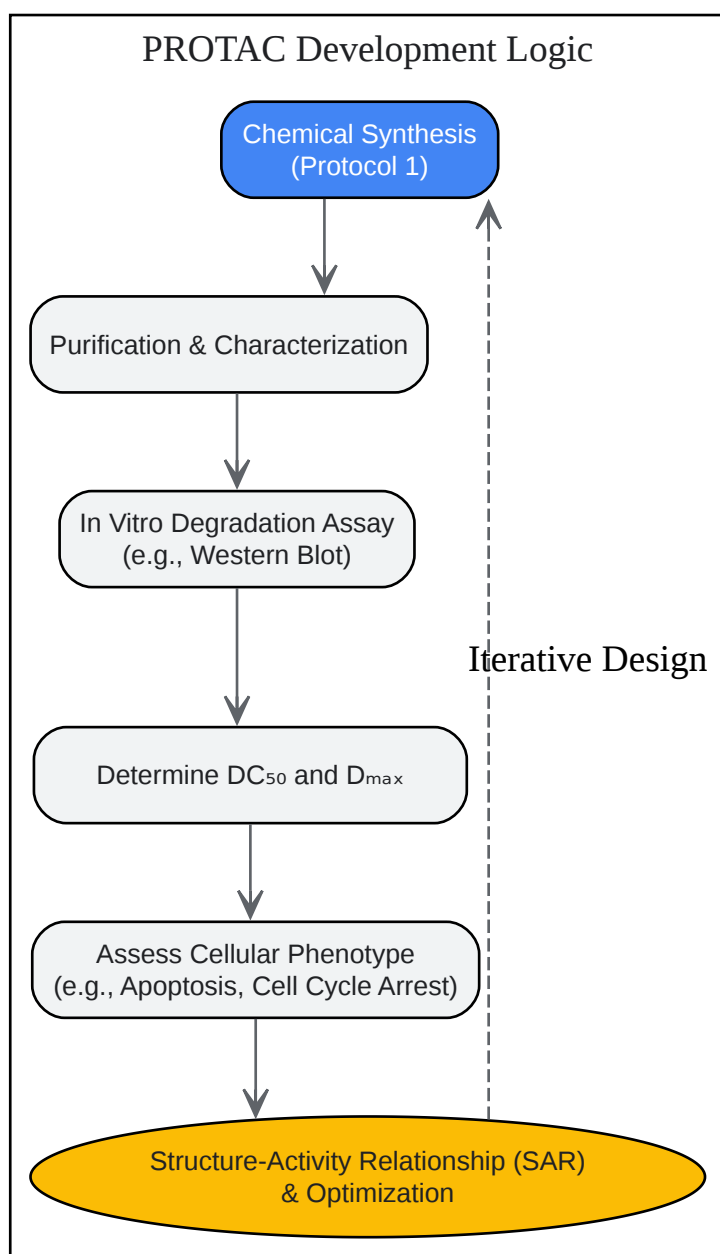 PROTAC Development Logic
Chemical Synthesis
(Protocol 1)
Purification & Characterization
In Vitro Degradation Assay
(e.g., Western Blot)
Iterative Design
Determine DC₅₀ and Dₘₐₓ
Assess Cellular Phenotype
(e.g., Apoptosis, Cell Cycle Arrest)
Structure-Activity Relationship (SAR)
& Optimization